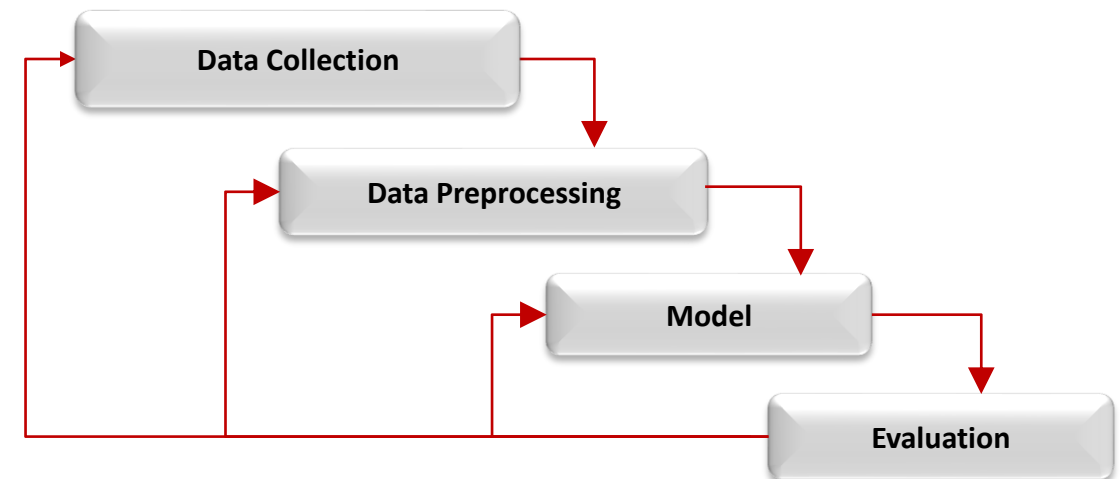 Data Collection
Data Preprocessing
Model
Evaluation